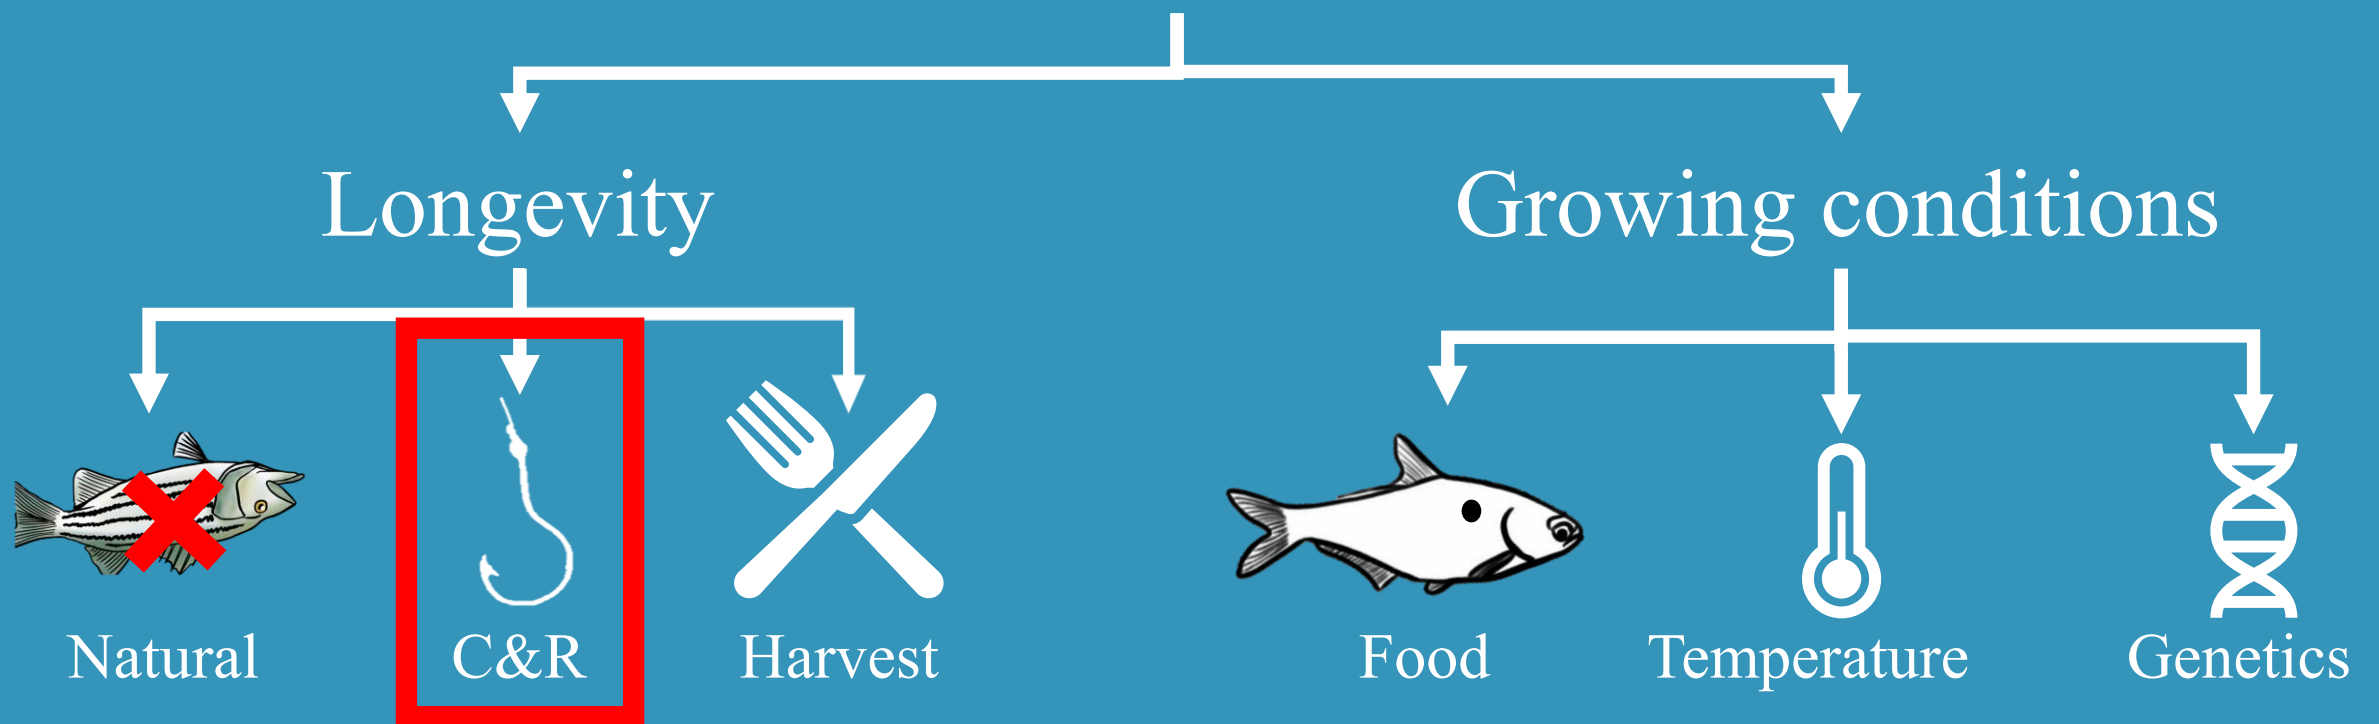 Longevity
Growing conditions
Natural
C&R
Harvest
Food
Temperature
Genetics